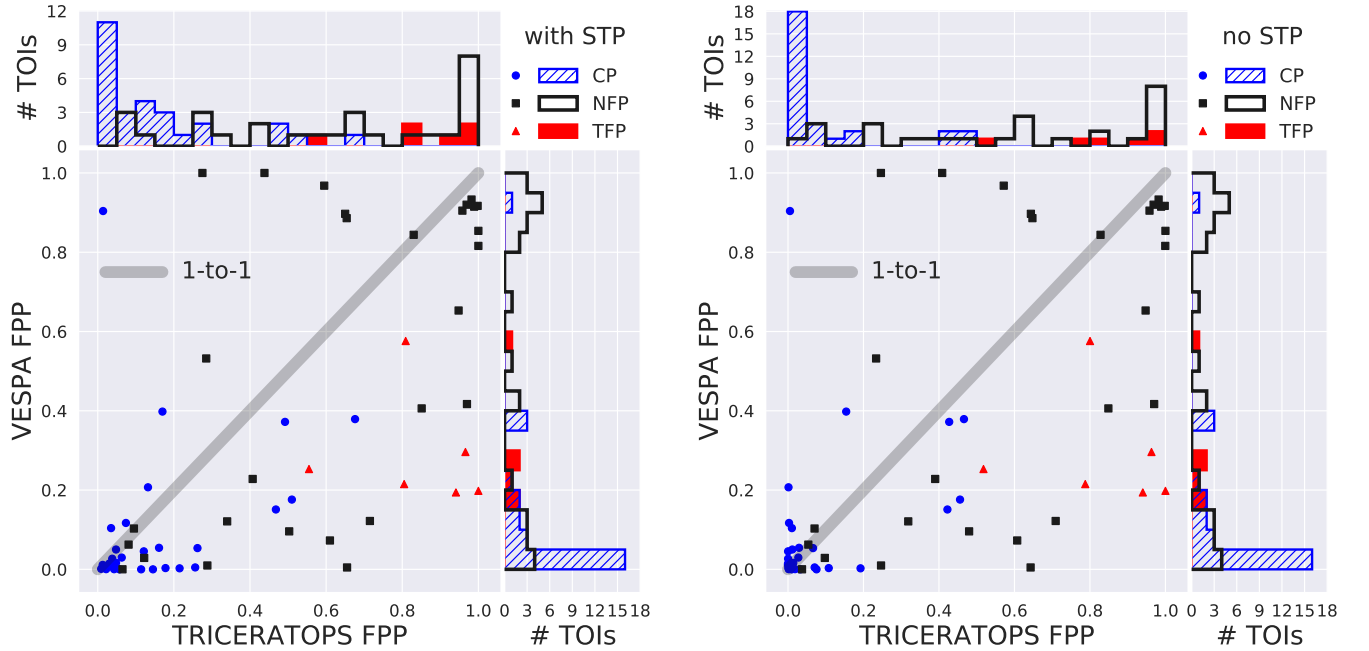 12
9
6
3
0
# TOIs
with STP
CP
NFP
TFP
1.0
0.8
0.6
0.4
0.2
0.0
VESPA FPP
1-to-1
0.0 0.2 0.4 0.6 0.8 1.0
TRICERATOPS FPP
0 3 6 9 12 15 18
# TOIs
18
15
12
9
6
3
0
# TOIs
no STP
CP
NFP
TFP
1.0
0.8
0.6
0.4
0.2
0.0
VESPA FPP
1-to-1
0.0 0.2 0.4 0.6 0.8 1.0
TRICERATOPS FPP
0 3 6 9 12 15 18
# TOIs